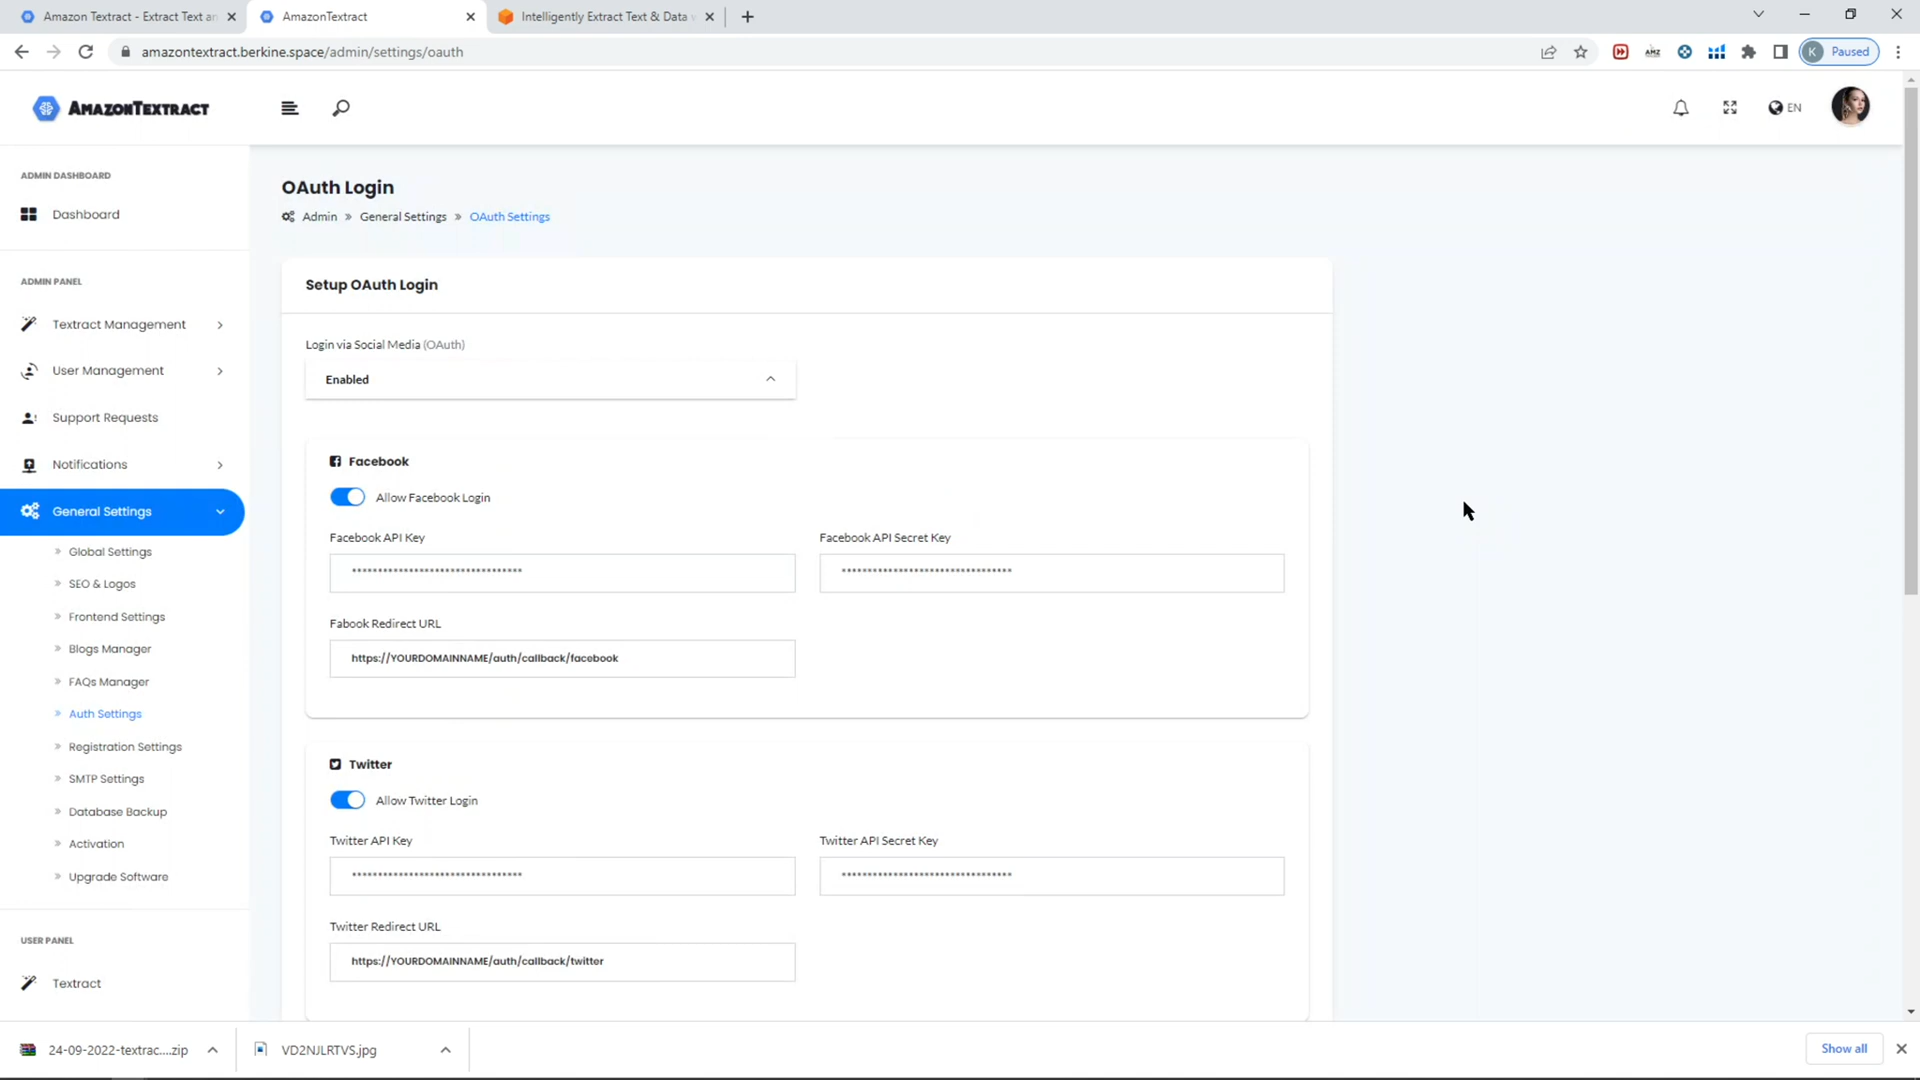 Amazon Textract - Extract Text an
AmazonTextract
Intelligently Extract Text & Data
amazontextract.berkine.space/admin/settings/oauth
AMZ
K Paused
AMAZONTEXTRACT
EN
ADMIN DASHBOARD
Dashboard
ADMIN PANEL
Textract Management
User Management
Support Requests
Notifications
General Settings
Global Settings
SEO & Logos
Frontend Settings
Blogs Manager
FAQs Manager
Auth Settings
Registration Settings
SMTP Settings
Database Backup
Activation
Upgrade Software
USER PANEL
Textract
OAuth Login
Admin » General Settings » OAuth Settings
Setup OAuth Login
Login via Social Media (OAuth)
Enabled
Facebook
Allow Facebook Login
Facebook API Key
Facebook API Secret Key
*********************************
*********************************
Fabook Redirect URL
https://YOURDOMAINNAME/auth/callback/facebook
Twitter
Allow Twitter Login
Twitter API Key
Twitter API Secret Key
*********************************
*********************************
Twitter Redirect URL
https://YOURDOMAINNAME/auth/callback/twitter
24-09-2022-textrac....zip
VD2NJLRTVS.jpg
Show all